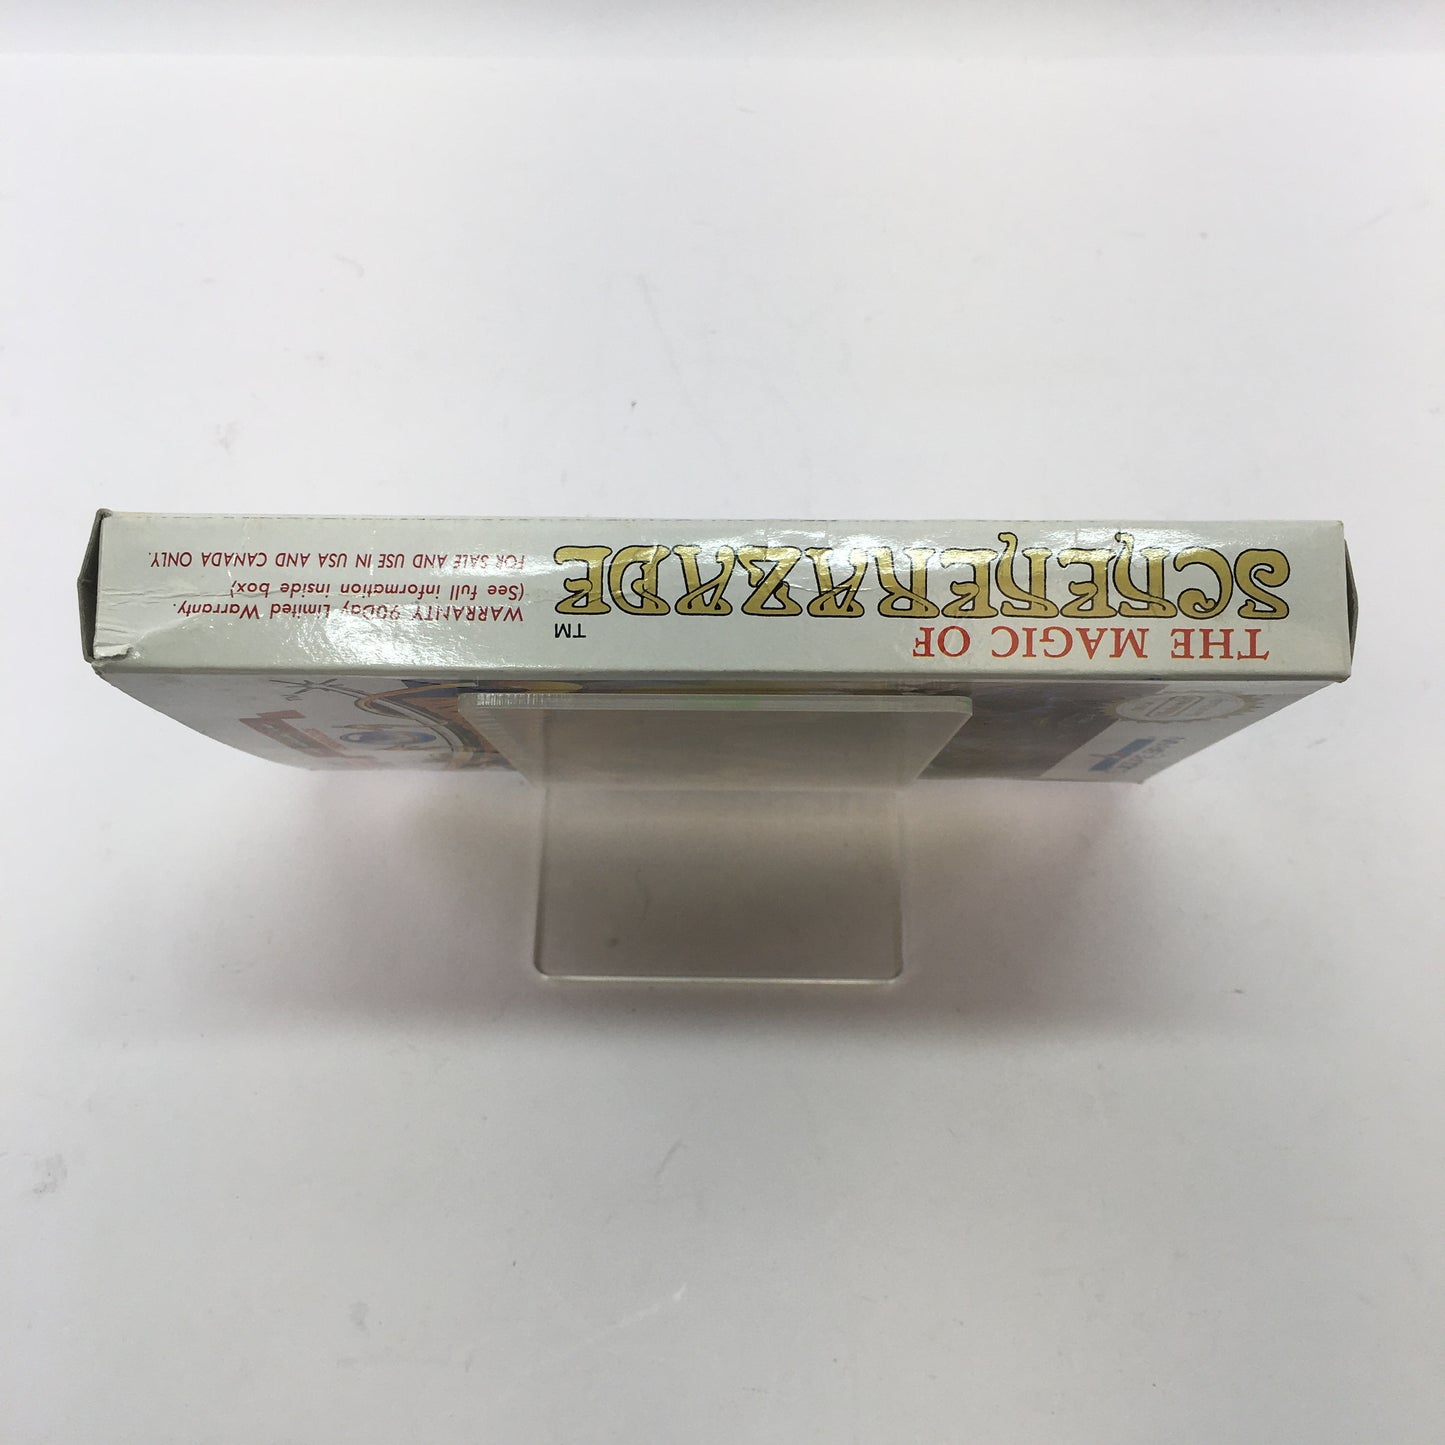 THE MAGIC OF
SCHEHERAZADE
TM
WARRANTY 90Day Limited Warranty.
(See full information inside box)
FOR SALE AND USE IN USA AND CANADA ONLY.